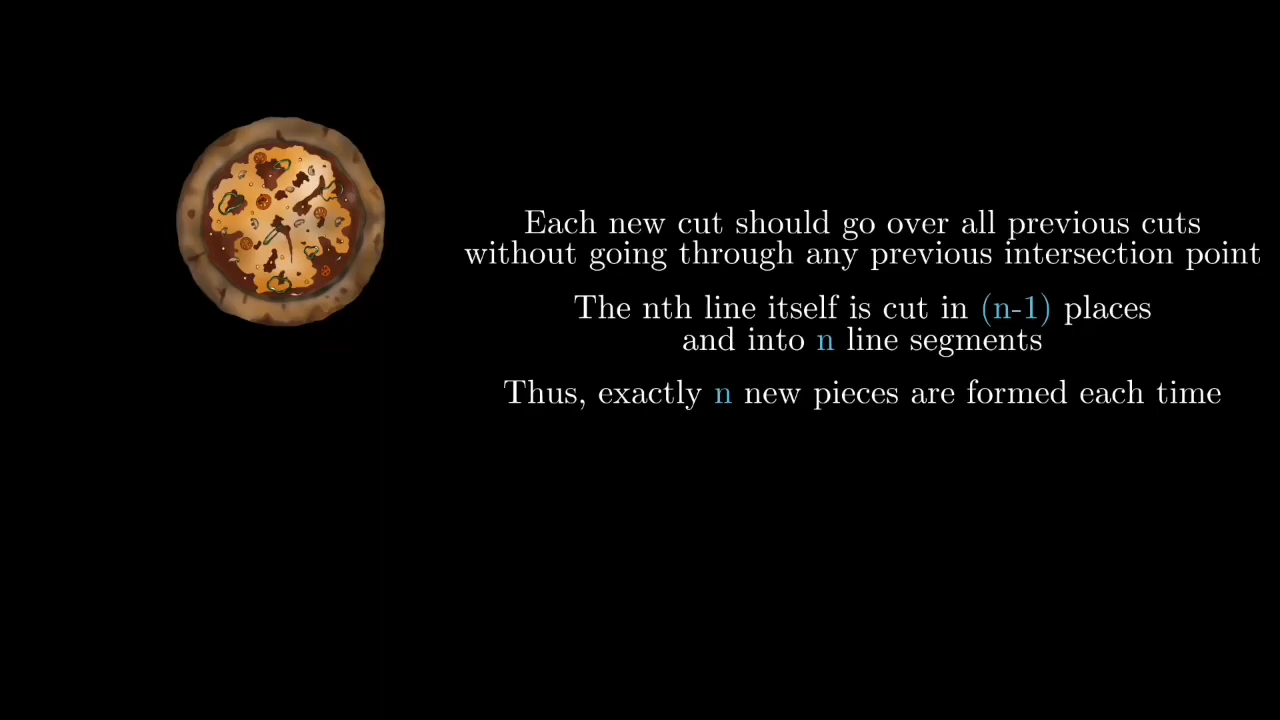 Each new cut should go over all previous cuts
without going through any previous intersection point
The nth line itself is cut in (n-1) places
and into n line segments
Thus, exactly n new pieces are formed each time